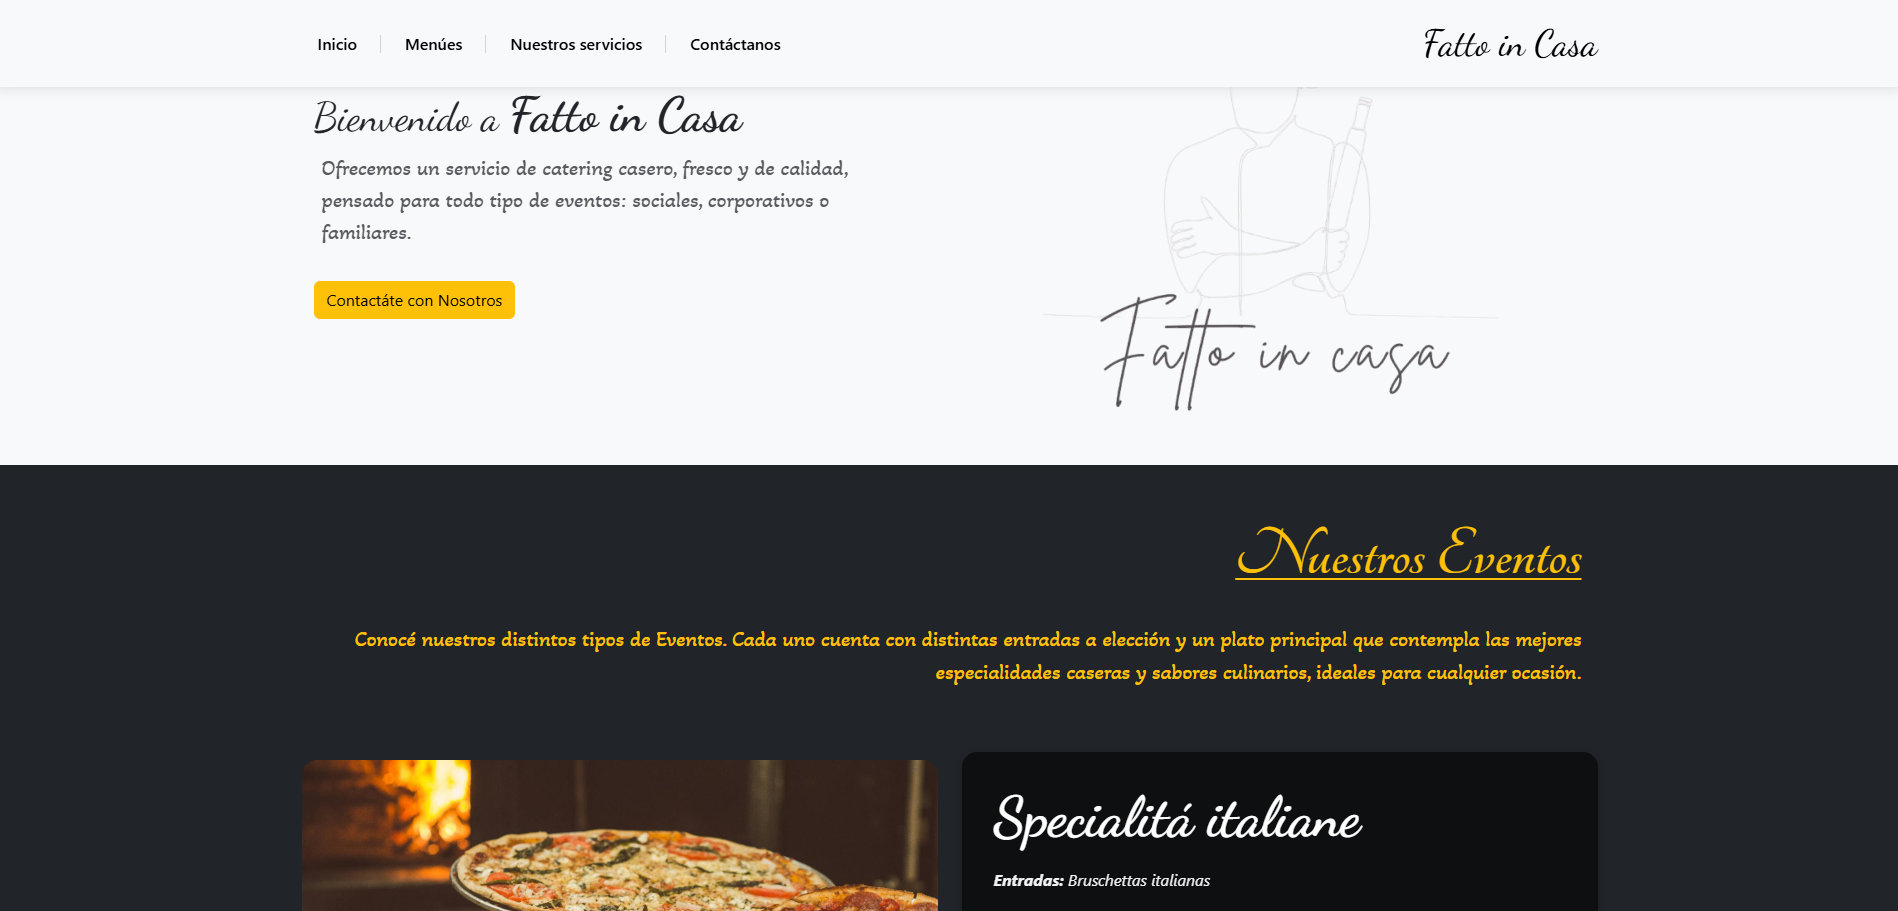 Inicio
Menúes
Nuestros servicios
Contáctanos
Fatto in Casa
Bienvenido a Fatto in Casa
Ofrecemos un servicio de catering casero, fresco y de calidad,
pensado para todo tipo de eventos: sociales, corporativos o
familiares.
Contactáte con Nosotros
Fatto in casa
Nuestros Eventos
Conocé nuestros distintos tipos de Eventos. Cada uno cuenta con distintas entradas a elección y un plato principal que contempla las mejores
especialidades caseras y sabores culinarios, ideales para cualquier ocasión.
Specialitá italiane
Entradas: Bruschettas italianas